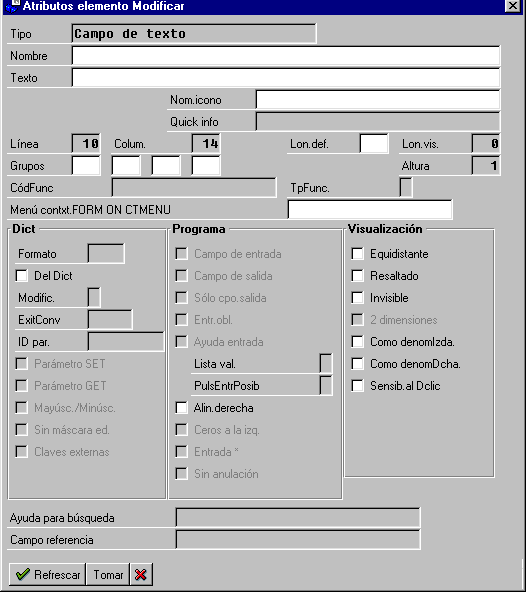 Atributos elemento Modificar
Tipo Campo de texto
Nombre
Texto
Nom.icono
Quick info
Línea 10 Colum. 14 Lon.def. Lon.vis. 0
Grupos Altura 1
CódFunc TpFunc.
Menú contxt.FORM ON CTMENU
Dict
Formato
Del Dict
Modific.
ExitConv
ID par.
Parámetro SET
Parámetro GET
Mayúsc./Minúsc.
Sin máscara ed.
Claves externas
Programa
Campo de entrada
Campo de salida
Sólo cpo.salida
Entr.obl.
Ayuda entrada
Lista val.
PulsEntrPosib
Alin.derecha
Ceros a la izq.
Entrada *
Sin anulación
Visualización
Equidistante
Resaltado
Invisible
2 dimensiones
Como denomIzda.
Como denomDcha.
Sensib.al Dclic
Ayuda para búsqueda
Campo referencia
Refrescar Tomar